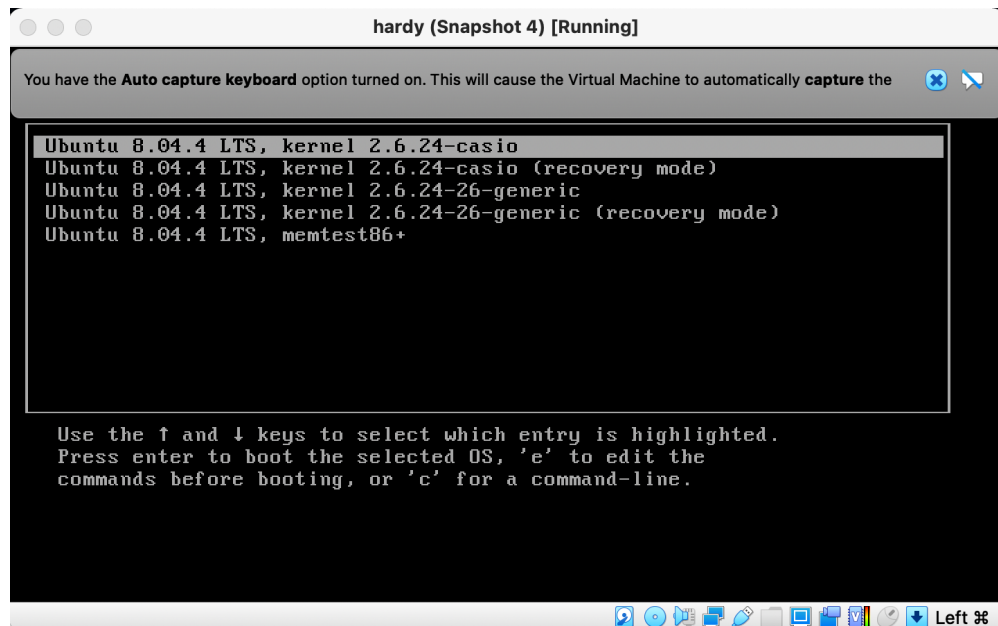 hardy (Snapshot 4) [Running]
You have the Auto capture keyboard option turned on. This will cause the Virtual Machine to automatically capture the
Ubuntu 8.04.4 LTS, kernel 2.6.24-casio
Ubuntu 8.04.4 LTS, kernel 2.6.24-casio (recovery mode)
Ubuntu 8.04.4 LTS, kernel 2.6.24-26-generic
Ubuntu 8.04.4 LTS, kernel 2.6.24-26-generic (recovery mode)
Ubuntu 8.04.4 LTS, memtest86+
Use the ↑ and ↓ keys to select which entry is highlighted.
Press enter to boot the selected OS, 'e' to edit the
commands before booting, or 'c' for a command-line.
Left ⌘